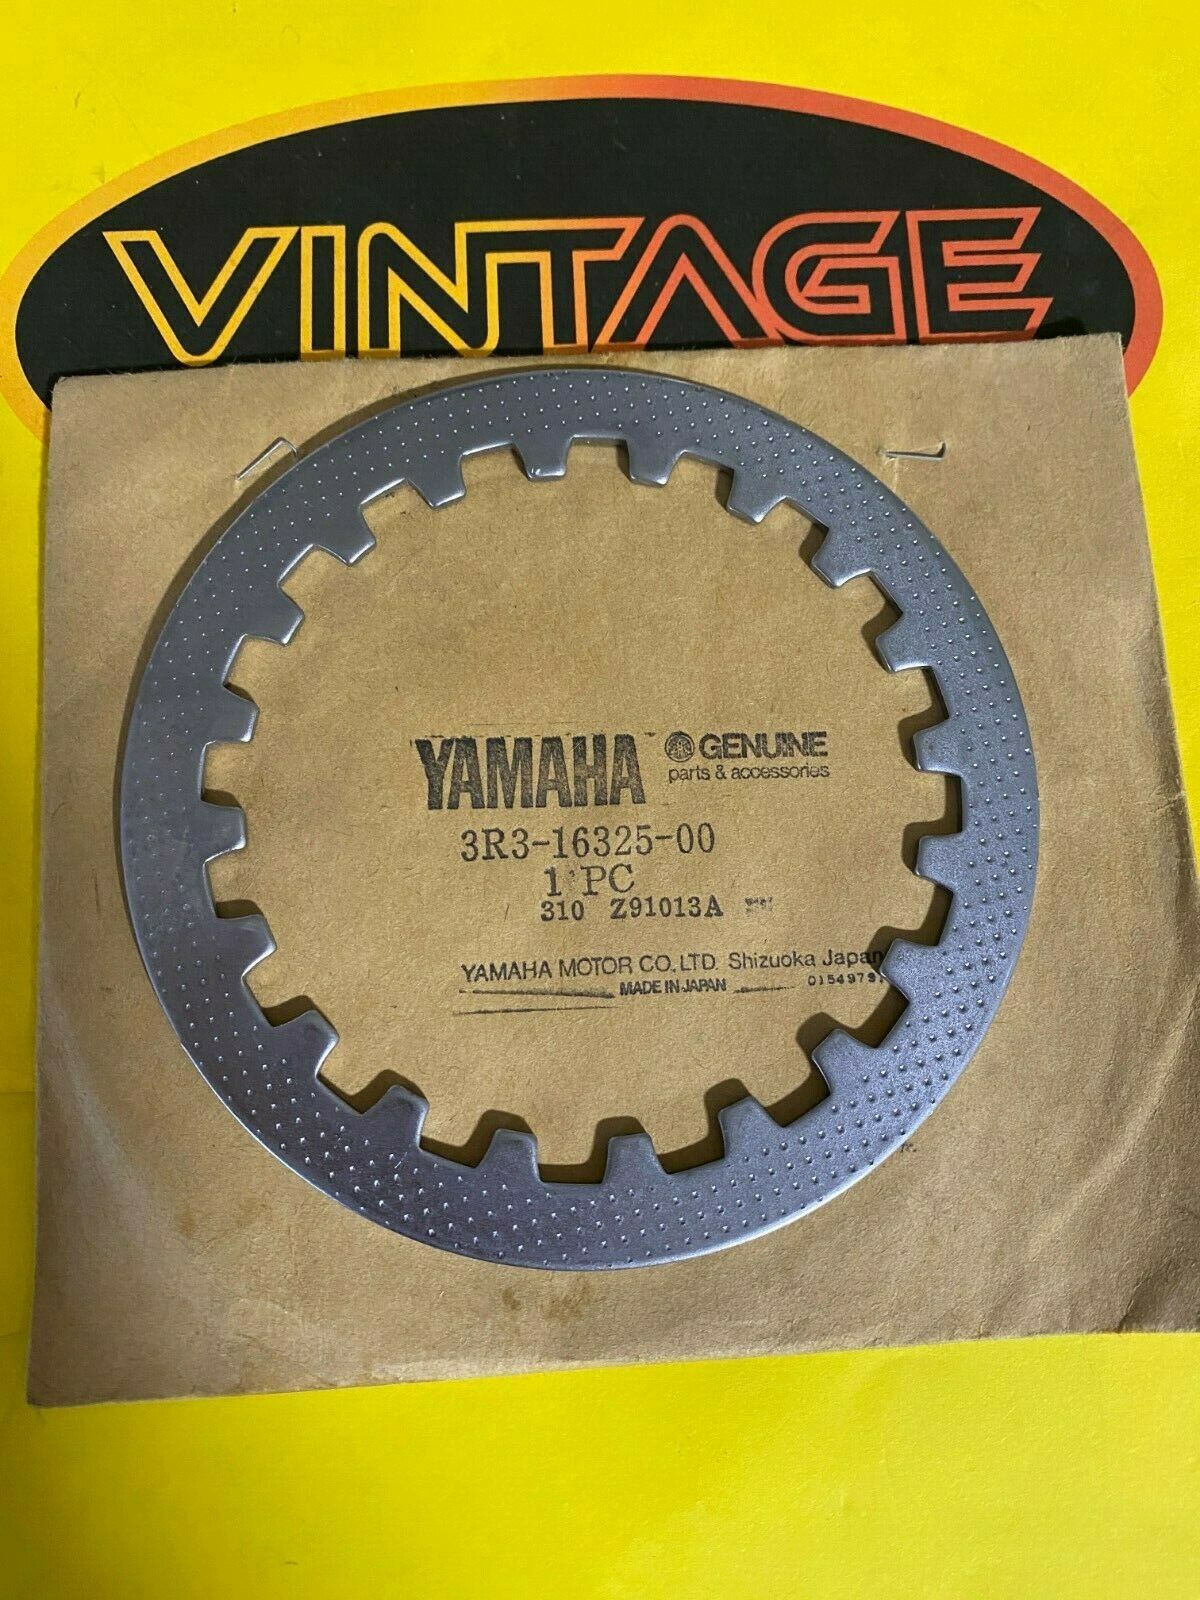 VINTAGE
YAMAHA GENUINE
parts & accessories
3R3-16325-00
1 PC
310 Z91013A
YAMAHA MOTOR CO.LTD. Shizuoka Japan
MADE IN JAPAN